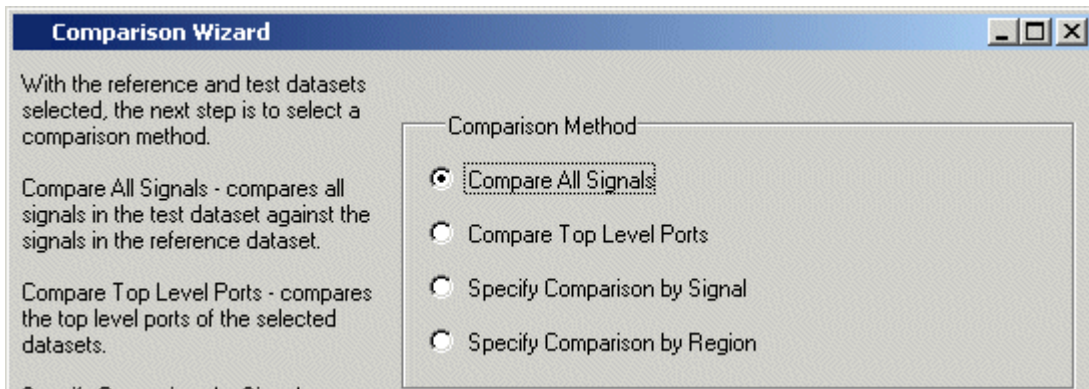 Comparison Wizard
With the reference and test datasets
selected, the next step is to select a
comparison method.
Compare All Signals - compares all
signals in the test dataset against the
signals in the reference dataset.
Compare Top Level Ports - compares
the top level ports of the selected
datasets.
Comparison Method
Compare All Signals
Compare Top Level Ports
Specify Comparison by Signal
Specify Comparison by Region